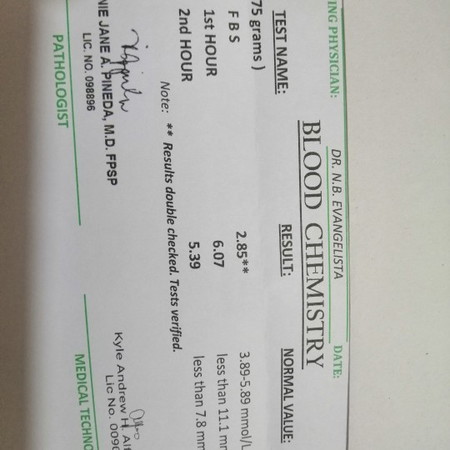 ING PHYSICIAN: DR. N.B. EVANGELISTA DATE:
BLOOD CHEMISTRY
TEST NAME: RESULT: NORMAL VALUE:
75 grams )
F B S 2.85** 3.89-5.89 mmol/L
1st HOUR 6.07 less than 11.1 m
2nd HOUR 5.39 less than 7.8 mm
Note: ** Results double checked. Tests verified.
NIE JANE A. PINEDA, M.D. FPSP
LIC. NO. 098896
PATHOLOGIST
Kyle Andrew H. Al
Lic No. 0090
MEDICAL TECHNO